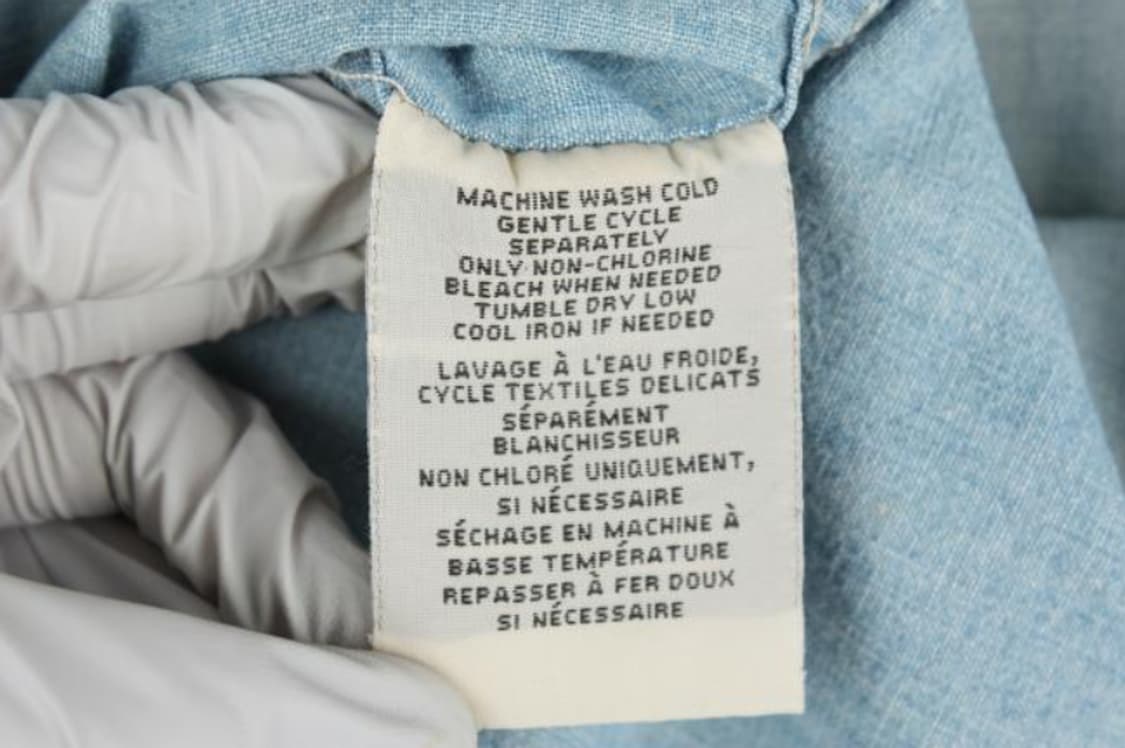 MACHINE WASH COLD
GENTLE CYCLE
SEPARATELY
ONLY NON-CHLORINE
BLEACH WHEN NEEDED
TUMBLE DRY LOW
COOL IRON IF NEEDED
LAVAGE À L'EAU FROIDE,
CYCLE TEXTILES DELICATS
SÉPARÉMENT
BLANCHISSEUR
NON CHLORÉ UNIQUEMENT,
SI NÉCESSAIRE
SÉCHAGE EN MACHINE À
BASSE TEMPÉRATURE
REPASSER À FER DOUX
SI NÉCESSAIRE